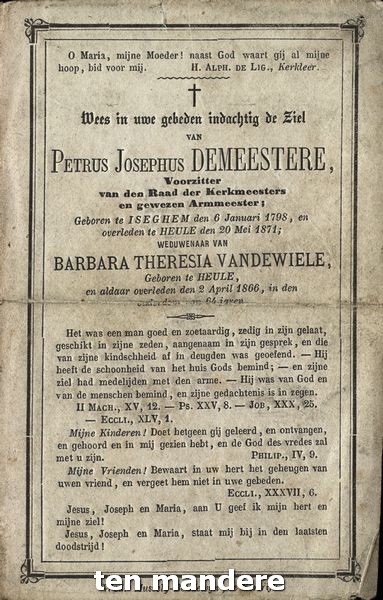 O Maria, mijne Moeder! naast God waart gij al mijne
hoop, bid voor mij. H. Alph. de Lig., Kerkleer.
Wees in uwe gebeden indachtig de Ziel
VAN
Petrus Josephus DEMEESTERE,
Voorzitter
van den Raad der Kerkmeesters
en gewezen Armmeester;
Geboren te ISEGHEM den 6 Januari 1798, en
overleden te HEULE den 20 Mei 1871;
WEDUWENAAR VAN
BARBARA THERESIA VANDEWIELE,
Geboren te HEULE,
en aldaar overleden den 2 April 1866, in den
ouderdom van 64 jaren.
Het was een man goed en zoetaardig, zedig in zijn gelaat,
geschikt in zijne zeden, aangenaam in zijn gesprek, en die
van zijne kindschheid af in deugden was geoefend. — Hij
heeft de schoonheid van het huis Gods bemind; — en zijne
ziel had medelijden met den arme. — Hij was van God en
van de menschen bemind, en zijne gedachtenis is in zegen.
II Mach., XV, 12. — Ps. XXV, 8. — Job, XXX, 25.
— Eccli., XLV, 1.
Mijne Kinderen! Doet hetgeen gij geleerd, en ontvangen,
en gehoord en in mij gezien hebt, en de God des vredes zal
met u zijn. Philip., IV, 9.
Mijne Vrienden! Bewaart in uw hert het geheugen van
uwen vriend, en vergeet hem niet in uwe gebeden.
Eccli., XXXVII, 6.
Jesus, Joseph en Maria, aan U geef ik mijn hert en
mijne ziel!
Jesus, Joseph en Maria, staat mij bij in den laatsten
doodstrijd!
ten mandere